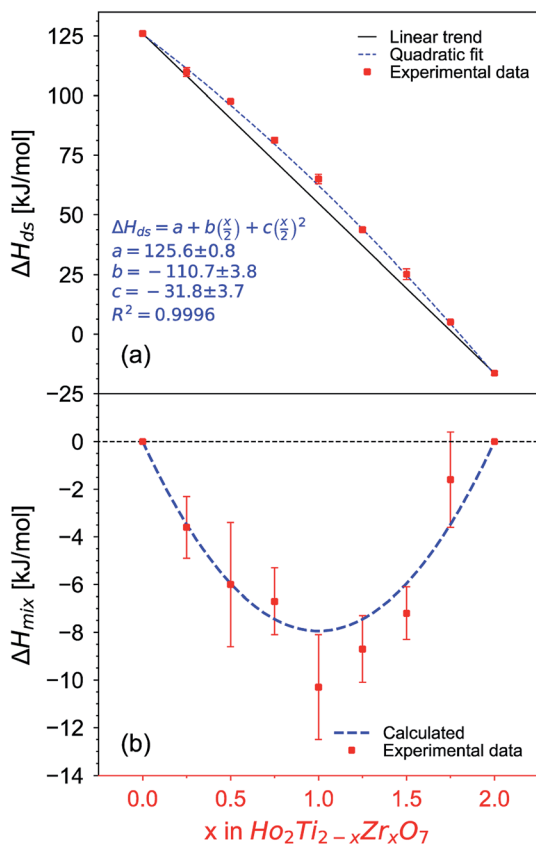 125
100
75
50
25
0
−25
ΔH_ds [kJ/mol]
Linear trend
Quadratic fit
Experimental data
ΔH_ds = a + b(x/2) + c(x/2)²
a = 125.6±0.8
b = −110.7±3.8
c = −31.8±3.7
R² = 0.9996
(a)
0
−2
−4
−6
−8
−10
−12
−14
ΔH_mix [kJ/mol]
(b)
Calculated
Experimental data
0.0 0.5 1.0 1.5 2.0
x in Ho₂Ti₂₋ₓZrₓO₇